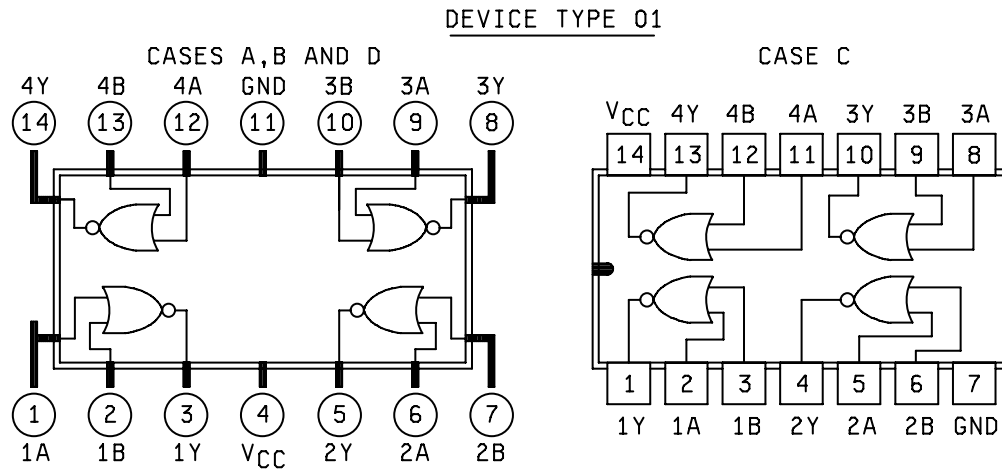 DEVICE TYPE 01
CASES A,B AND D
4Y 4B 4A GND 3B 3A 3Y
14 13 12 11 10 9 8
1 2 3 4 5 6 7
1A 1B 1Y VCC 2Y 2A 2B
CASE C
VCC 4Y 4B 4A 3Y 3B 3A
14 13 12 11 10 9 8
1 2 3 4 5 6 7
1Y 1A 1B 2Y 2A 2B GND